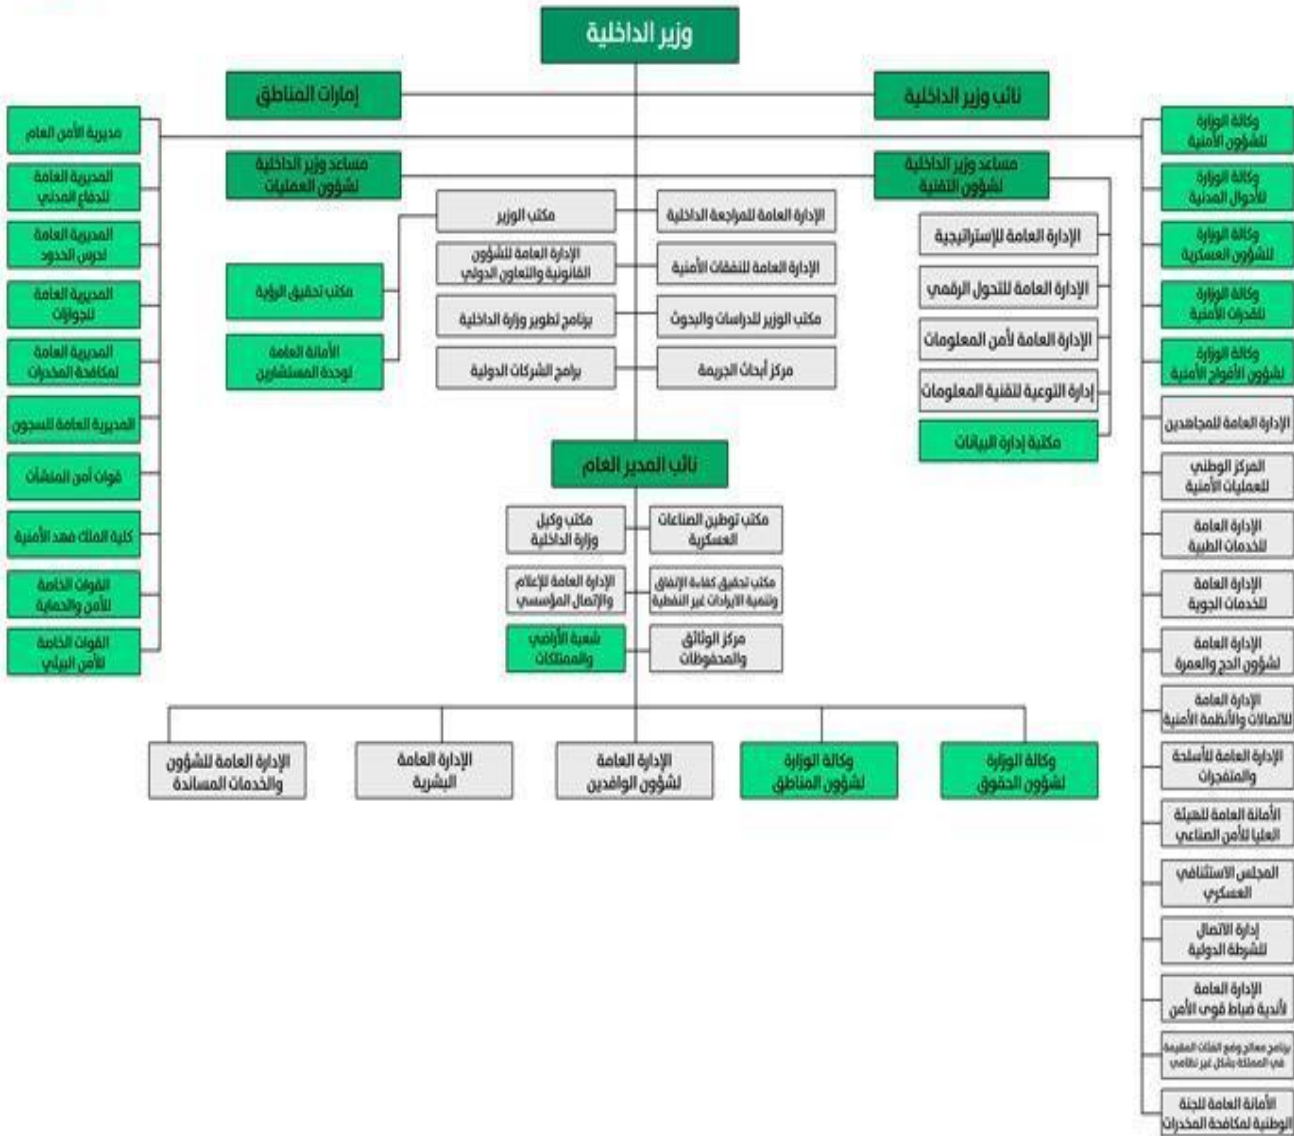 وزير الداخلية
نائب وزير الداخلية
إمارات المناطق
مساعد وزير الداخلية
لشؤون التقنية
مساعد وزير الداخلية
لشؤون العمليات
وكالة الوزارة
للشؤون الأمنية
وكالة الوزارة
للأحوال المدنية
وكالة الوزارة
للشؤون العسكرية
وكالة الوزارة
للقدرات الأمنية
وكالة الوزارة
لشؤون الأفواج الأمنية
الإدارة العامة للمجاهدين
المركز الوطني
للعمليات الأمنية
الإدارة العامة
للخدمات الطبية
الإدارة العامة
للخدمات الجوية
الإدارة العامة
لشؤون الحج والعمرة
الإدارة العامة
للاتصالات والأنظمة الأمنية
الإدارة العامة للأسلحة
والمتفجرات
الأمانة العامة للهيئة
العليا للأمن الصناعي
المجلس الاستئنافي
العسكري
إدارة الاتصال
للشرطة الدولية
الإدارة العامة
لأندية ضباط قوى الأمن
برنامج معالج وضع الفئات المقيمة
في المملكة بشكل غير نظامي
الأمانة العامة للجنة
الوطنية لمكافحة المخدرات
الإدارة العامة للإستراتيجية
الإدارة العامة للتحول الرقمي
الإدارة العامة لأمن المعلومات
إدارة التوعية لتقنية المعلومات
مكتبة إدارة البيانات
الإدارة العامة للمراجعة الداخلية
مكتب الوزير
الإدارة العامة للنفقات الأمنية
الإدارة العامة للشؤون
القانونية والتعاون الدولي
مكتب الوزير للدراسات والبحوث
برنامج تطوير وزارة الداخلية
مركز أبحاث الجريمة
برامج الشركات الدولية
مكتب تحقيق الرؤية
الأمانة العامة
لوحدة المستشارين
مديرية الأمن العام
المديرية العامة
للدفاع المدني
المديرية العامة
لحرس الحدود
المديرية العامة
للجوازات
المديرية العامة
لمكافحة المخدرات
المديرية العامة للسجون
قوات أمن المنشآت
كلية الملك فهد الأمنية
القوات الخاصة
للأمن والحماية
القوات الخاصة
للأمن البيئي
نائب المدير العام
مكتب توطين الصناعات
العسكرية
مكتب وكيل
وزارة الداخلية
مكتب تحقيق كفاءة الإنفاق
وتنمية الايرادات غير النفطية
الإدارة العامة للإعلام
والإتصال المؤسسي
مركز الوثائق
والمحفوظات
شعبة الأراضي
والممتلكات
وكالة الوزارة
لشؤون الحقوق
وكالة الوزارة
لشؤون المناطق
الإدارة العامة
لشؤون الوافدين
الإدارة العامة
البشرية
الإدارة العامة للشؤون
والخدمات المساندة